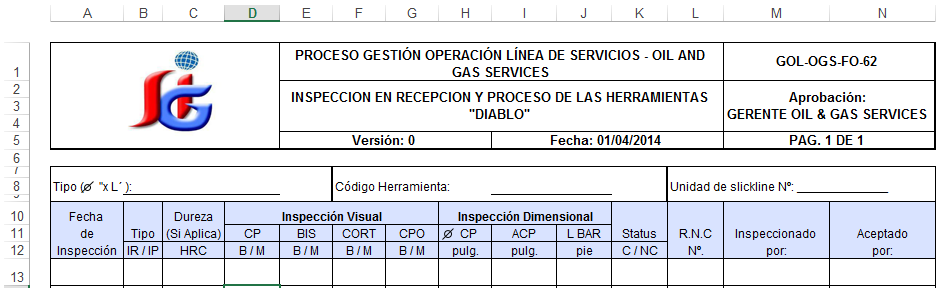 A B C D E F G H I J K L M N
1
PROCESO GESTIÓN OPERACIÓN LÍNEA DE SERVICIOS - OIL AND
GAS SERVICES
GOL-OGS-FO-62
2
INSPECCION EN RECEPCION Y PROCESO DE LAS HERRAMIENTAS
"DIABLO"
Aprobación:
GERENTE OIL & GAS SERVICES
3
4
5 Versión: 0 Fecha: 01/04/2014 PAG. 1 DE 1
6
7
8 Tipo (Ø "x L´ ): Código Herramienta: Unidad de slickline Nº:
9
10 Fecha Dureza Inspección Visual Inspección Dimensional
11 de Tipo (Si Aplica) CP BIS CORT CPO Ø CP ACP L BAR Status R.N.C Inspeccionado Aceptado
12 Inspección IR / IP HRC B / M B / M B / M B / M pulg. pulg. pie C / NC Nº. por: por:
13